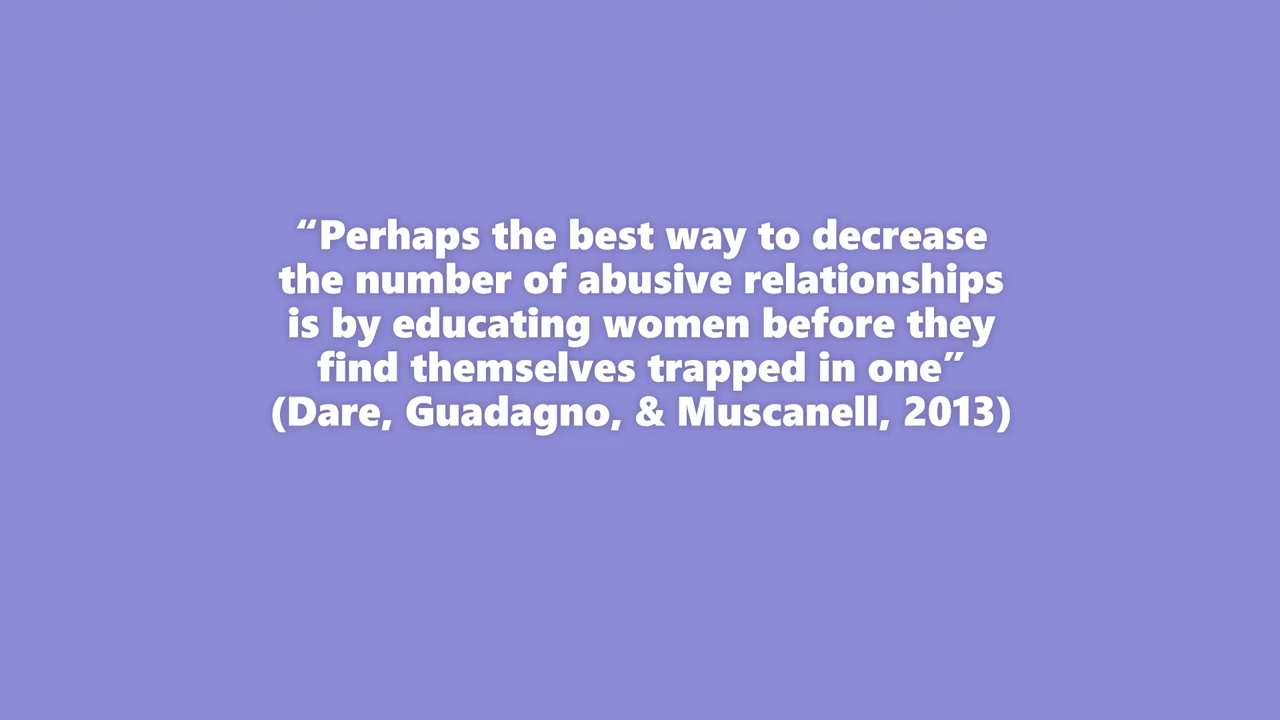 “Perhaps the best way to decrease
the number of abusive relationships
is by educating women before they
find themselves trapped in one”
(Dare, Guadagno, & Muscanell, 2013)